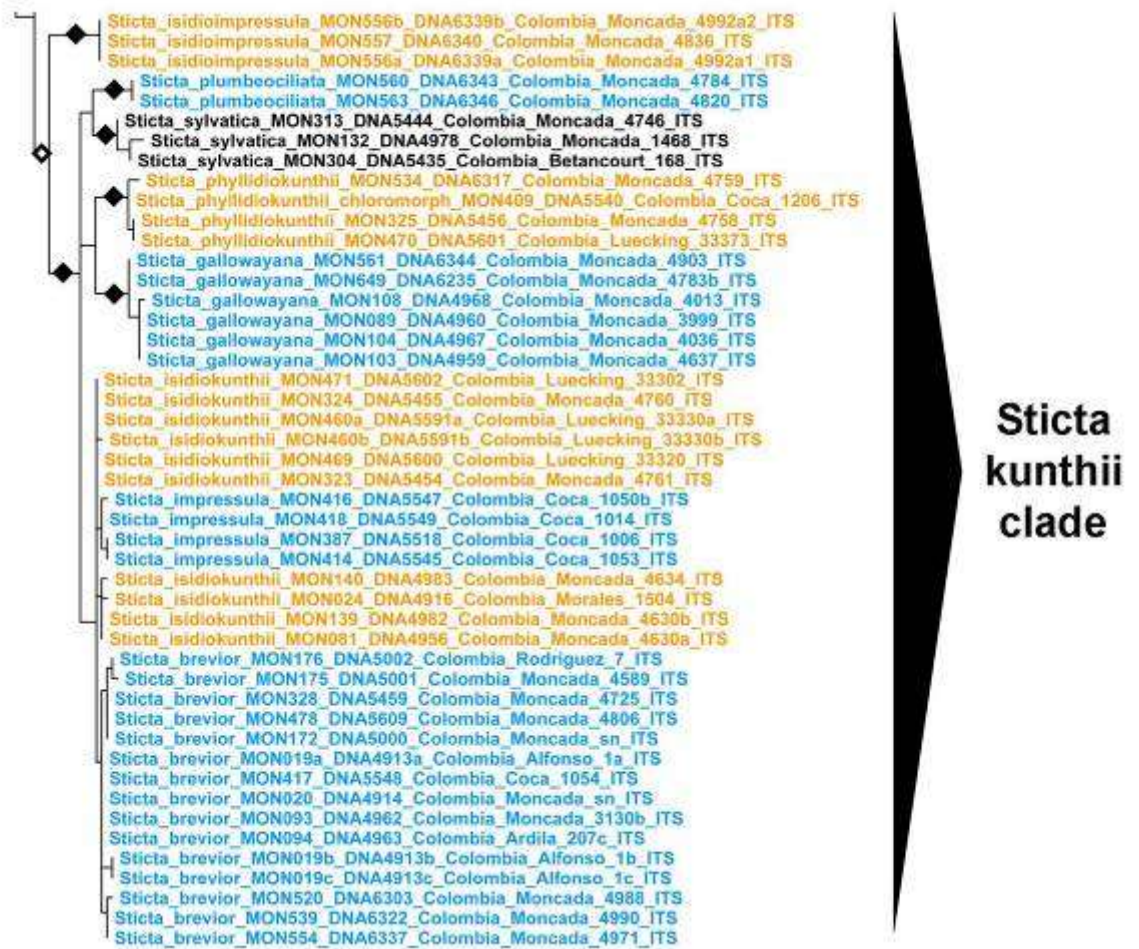 Sticta_isidioimpressula_MON556b_DNA6339b_Colombia_Moncada_4992a2_ITS
Sticta_isidioimpressula_MON557_DNA6340_Colombia_Moncada_4836_ITS
Sticta_isidioimpressula_MON556a_DNA6339a_Colombia_Moncada_4992a1_ITS
Sticta_plumbeociliata_MON560_DNA6343_Colombia_Moncada_4784_ITS
Sticta_plumbeociliata_MON563_DNA6346_Colombia_Moncada_4820_ITS
Sticta_sylvatica_MON313_DNA5444_Colombia_Moncada_4746_ITS
Sticta_sylvatica_MON132_DNA4978_Colombia_Moncada_1468_ITS
Sticta_sylvatica_MON304_DNA5435_Colombia_Betancourt_168_ITS
Sticta_phyllidiokunthii_MON534_DNA6317_Colombia_Moncada_4759_ITS
Sticta_phyllidiokunthii_chloromorph_MON409_DNA5540_Colombia_Coca_1206_ITS
Sticta_phyllidiokunthii_MON325_DNA5456_Colombia_Moncada_4758_ITS
Sticta_phyllidiokunthii_MON470_DNA5601_Colombia_Luecking_33373_ITS
Sticta_gallowayana_MON561_DNA6344_Colombia_Moncada_4903_ITS
Sticta_gallowayana_MON649_DNA6235_Colombia_Moncada_4783b_ITS
Sticta_gallowayana_MON108_DNA4968_Colombia_Moncada_4013_ITS
Sticta_gallowayana_MON089_DNA4960_Colombia_Moncada_3999_ITS
Sticta_gallowayana_MON104_DNA4967_Colombia_Moncada_4036_ITS
Sticta_gallowayana_MON103_DNA4959_Colombia_Moncada_4637_ITS
Sticta_isidiokunthii_MON471_DNA5602_Colombia_Luecking_33302_ITS
Sticta_isidiokunthii_MON324_DNA5455_Colombia_Moncada_4760_ITS
Sticta_isidiokunthii_MON460a_DNA5591a_Colombia_Luecking_33330a_ITS
Sticta_isidiokunthii_MON460b_DNA5591b_Colombia_Luecking_33330b_ITS
Sticta_isidiokunthii_MON469_DNA5600_Colombia_Luecking_33320_ITS
Sticta_isidiokunthii_MON323_DNA5454_Colombia_Moncada_4761_ITS
Sticta_impressula_MON416_DNA5547_Colombia_Coca_1050b_ITS
Sticta_impressula_MON418_DNA5549_Colombia_Coca_1014_ITS
Sticta_impressula_MON387_DNA5518_Colombia_Coca_1006_ITS
Sticta_impressula_MON414_DNA5545_Colombia_Coca_1053_ITS
Sticta_isidiokunthii_MON140_DNA4983_Colombia_Moncada_4634_ITS
Sticta_isidiokunthii_MON024_DNA4916_Colombia_Morales_1504_ITS
Sticta_isidiokunthii_MON139_DNA4982_Colombia_Moncada_4630b_ITS
Sticta_isidiokunthii_MON081_DNA4956_Colombia_Moncada_4630a_ITS
Sticta_brevior_MON176_DNA5002_Colombia_Rodriguez_7_ITS
Sticta_brevior_MON175_DNA5001_Colombia_Moncada_4589_ITS
Sticta_brevior_MON328_DNA5459_Colombia_Moncada_4725_ITS
Sticta_brevior_MON478_DNA5609_Colombia_Moncada_4806_ITS
Sticta_brevior_MON172_DNA5000_Colombia_Moncada_sn_ITS
Sticta_brevior_MON019a_DNA4913a_Colombia_Alfonso_1a_ITS
Sticta_brevior_MON417_DNA5548_Colombia_Coca_1054_ITS
Sticta_brevior_MON020_DNA4914_Colombia_Moncada_sn_ITS
Sticta_brevior_MON093_DNA4962_Colombia_Moncada_3130b_ITS
Sticta_brevior_MON094_DNA4963_Colombia_Ardila_207c_ITS
Sticta_brevior_MON019b_DNA4913b_Colombia_Alfonso_1b_ITS
Sticta_brevior_MON019c_DNA4913c_Colombia_Alfonso_1c_ITS
Sticta_brevior_MON520_DNA6303_Colombia_Moncada_4988_ITS
Sticta_brevior_MON539_DNA6322_Colombia_Moncada_4990_ITS
Sticta_brevior_MON554_DNA6337_Colombia_Moncada_4971_ITS
Sticta
kunthii
clade